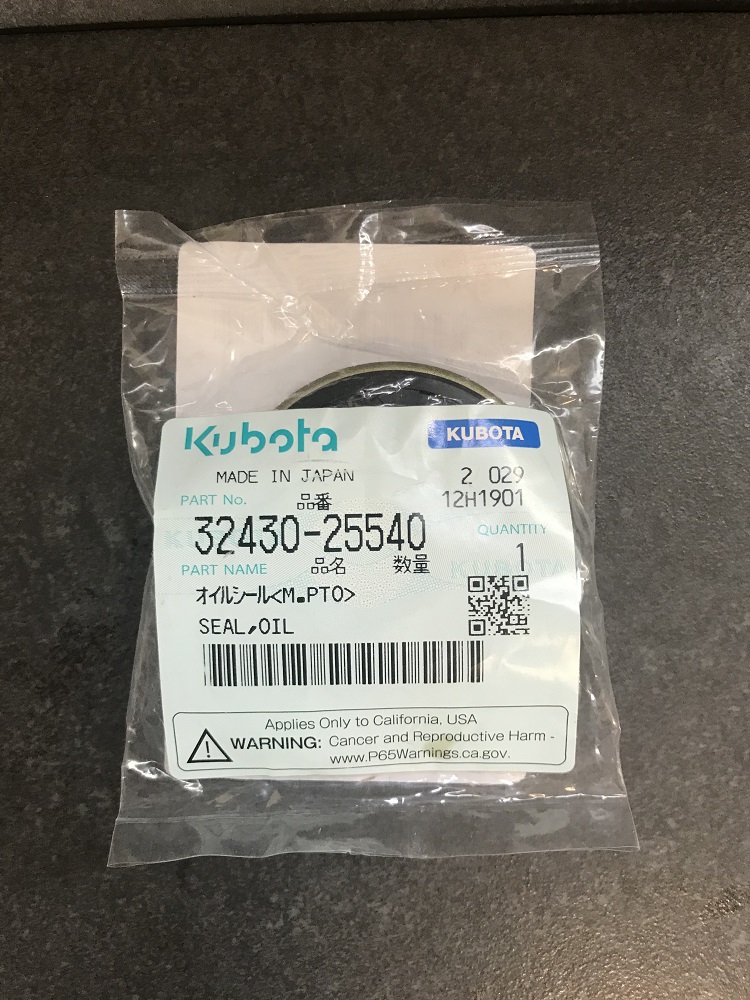 Kubota KUBOTA
MADE IN JAPAN 2 029
PART No. 品番 12H1901
32430-25540 QUANTITY
PART NAME 品名 数量 1
オイルシール<M.PTO>
SEAL,OIL
Applies Only to California, USA
WARNING: Cancer and Reproductive Harm -
www.P65Warnings.ca.gov.